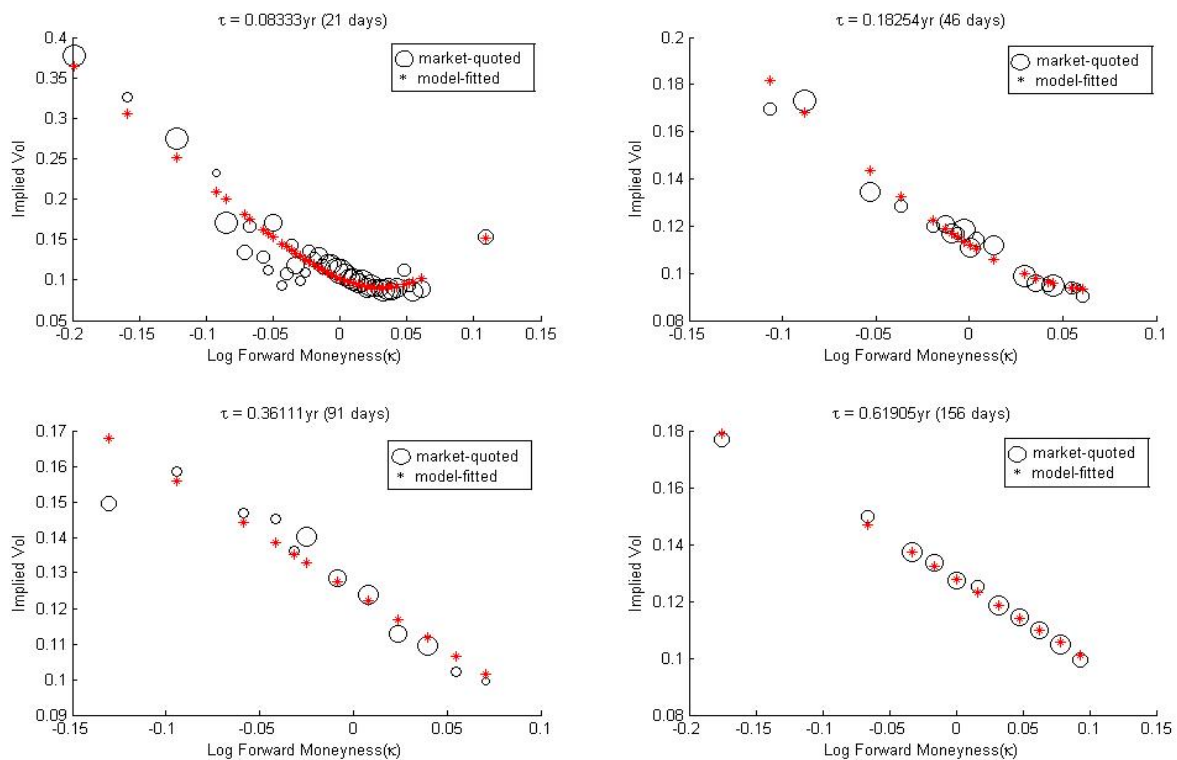 τ = 0.08333yr (21 days)
0.4
0.35
0.3
0.25
0.2
0.15
0.1
0.05
Implied Vol
market-quoted
model-fitted
-0.2 -0.15 -0.1 -0.05 0 0.05 0.1 0.15
Log Forward Moneyness(κ)
τ = 0.18254yr (46 days)
0.2
0.18
0.16
0.14
0.12
0.1
0.08
Implied Vol
market-quoted
model-fitted
-0.15 -0.1 -0.05 0 0.05 0.1
Log Forward Moneyness(κ)
τ = 0.36111yr (91 days)
0.17
0.16
0.15
0.14
0.13
0.12
0.11
0.1
0.09
Implied Vol
market-quoted
model-fitted
-0.15 -0.1 -0.05 0 0.05 0.1
Log Forward Moneyness(κ)
τ = 0.61905yr (156 days)
0.18
0.16
0.14
0.12
0.1
0.08
Implied Vol
market-quoted
model-fitted
-0.2 -0.15 -0.1 -0.05 0 0.05 0.1 0.15
Log Forward Moneyness(κ)